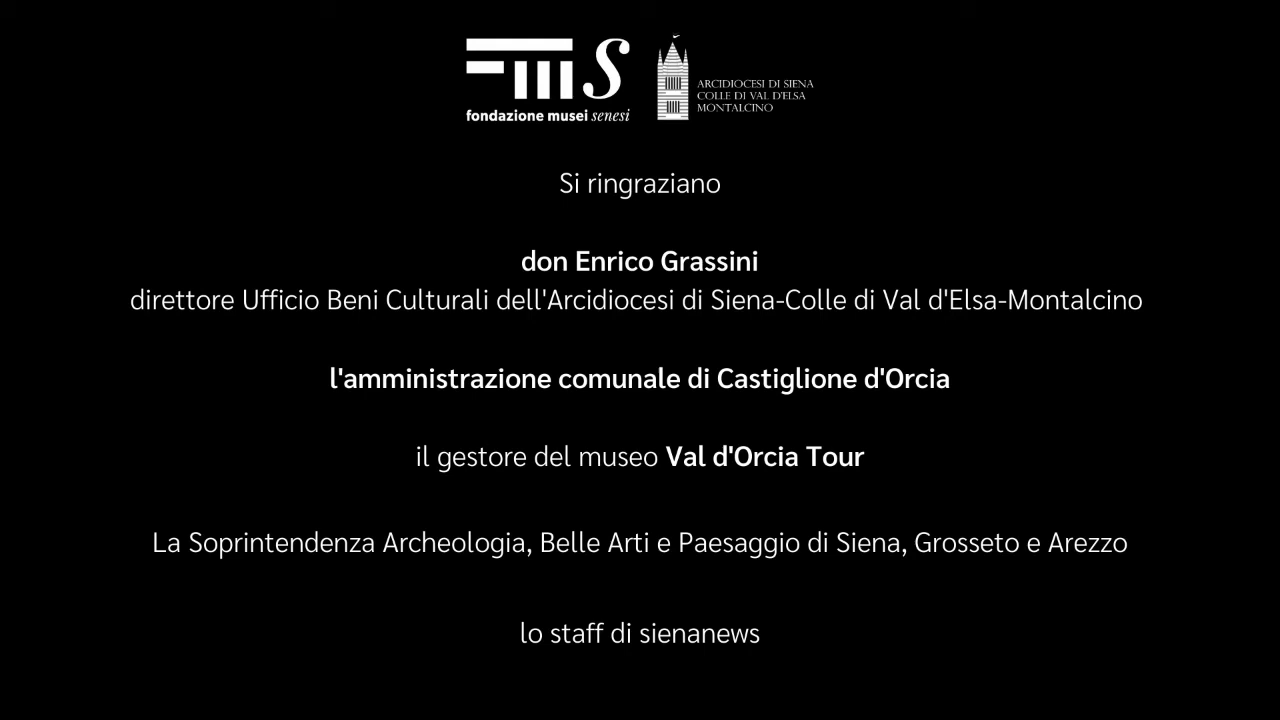 fms
fondazione musei senesi
ARCIDIOCESI DI SIENA
COLLE DI VAL D'ELSA
MONTALCINO
Si ringraziano
don Enrico Grassini
direttore Ufficio Beni Culturali dell'Arcidiocesi di Siena-Colle di Val d'Elsa-Montalcino
l'amministrazione comunale di Castiglione d'Orcia
il gestore del museo Val d'Orcia Tour
La Soprintendenza Archeologia, Belle Arti e Paesaggio di Siena, Grosseto e Arezzo
lo staff di sienanews